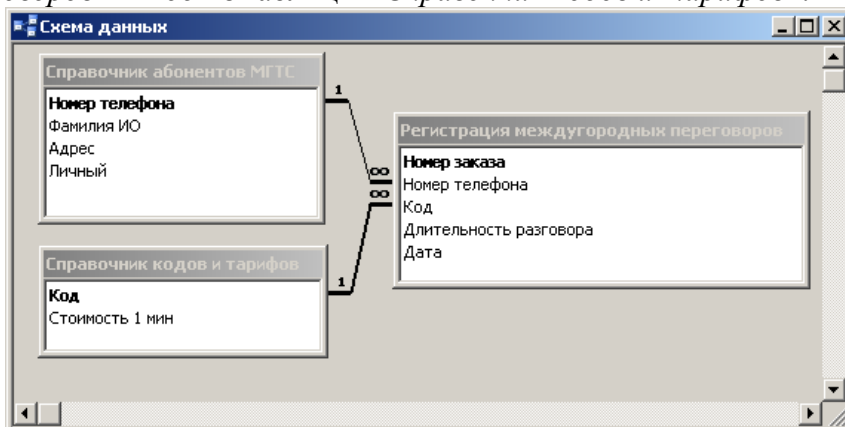 Схема данных
Справочник абонентов МГТС
Номер телефона
Фамилия ИО
Адрес
Личный
1
∞
Регистрация междугородных переговоров
Номер заказа
Номер телефона
Код
Длительность разговора
Дата
∞
Справочник кодов и тарифов
Код
Стоимость 1 мин
1